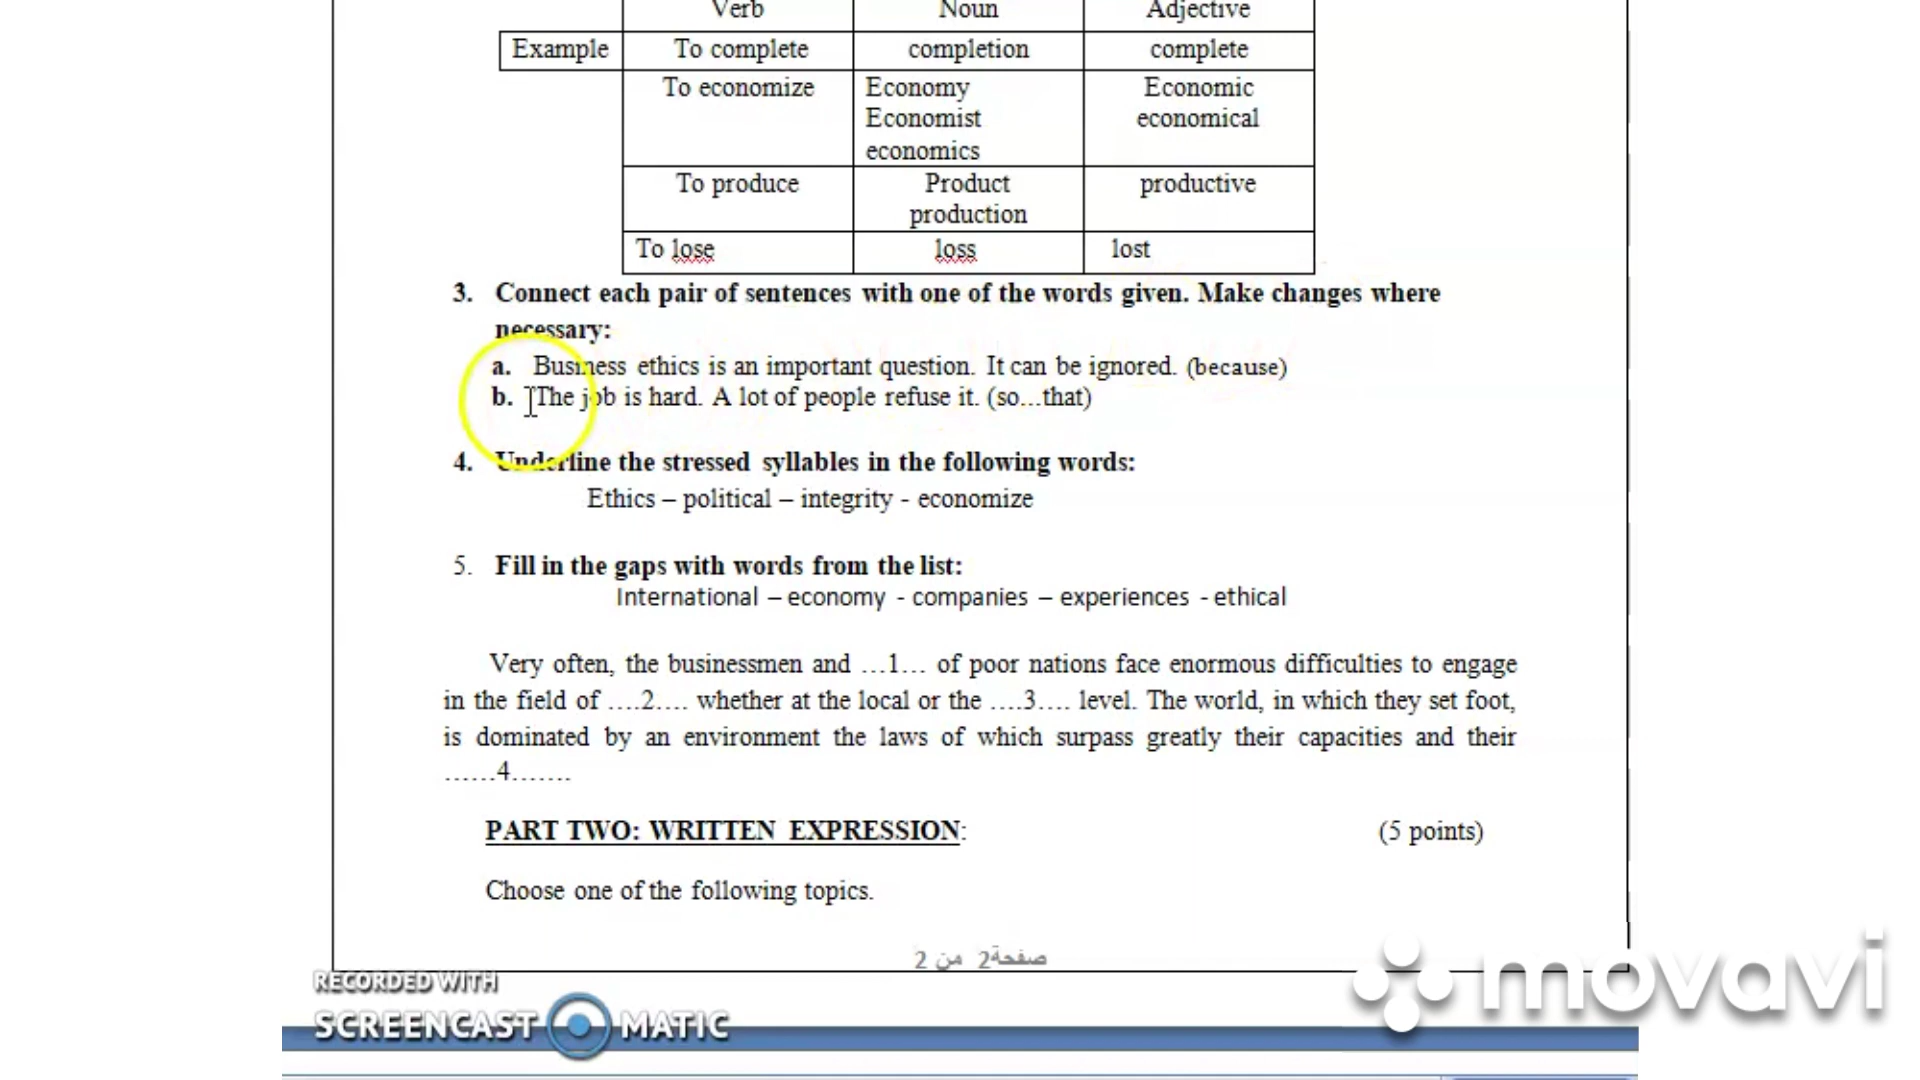 Verb Noun Adjective
Example To complete completion complete
To economize Economy Economic
Economist economical
economics
To produce Product productive
production
To lose loss lost
3. Connect each pair of sentences with one of the words given. Make changes where
necessary:
a. Business ethics is an important question. It can be ignored. (because)
b. The job is hard. A lot of people refuse it. (so...that)
4. Underline the stressed syllables in the following words:
Ethics – political – integrity - economize
5. Fill in the gaps with words from the list:
International – economy - companies – experiences - ethical
Very often, the businessmen and ...1... of poor nations face enormous difficulties to engage
in the field of ....2.... whether at the local or the ....3.... level. The world, in which they set foot,
is dominated by an environment the laws of which surpass greatly their capacities and their
......4.......
PART TWO: WRITTEN EXPRESSION: (5 points)
Choose one of the following topics.
صفحة2 من 2
RECORDED WITH
SCREENCAST MATIC
movavi